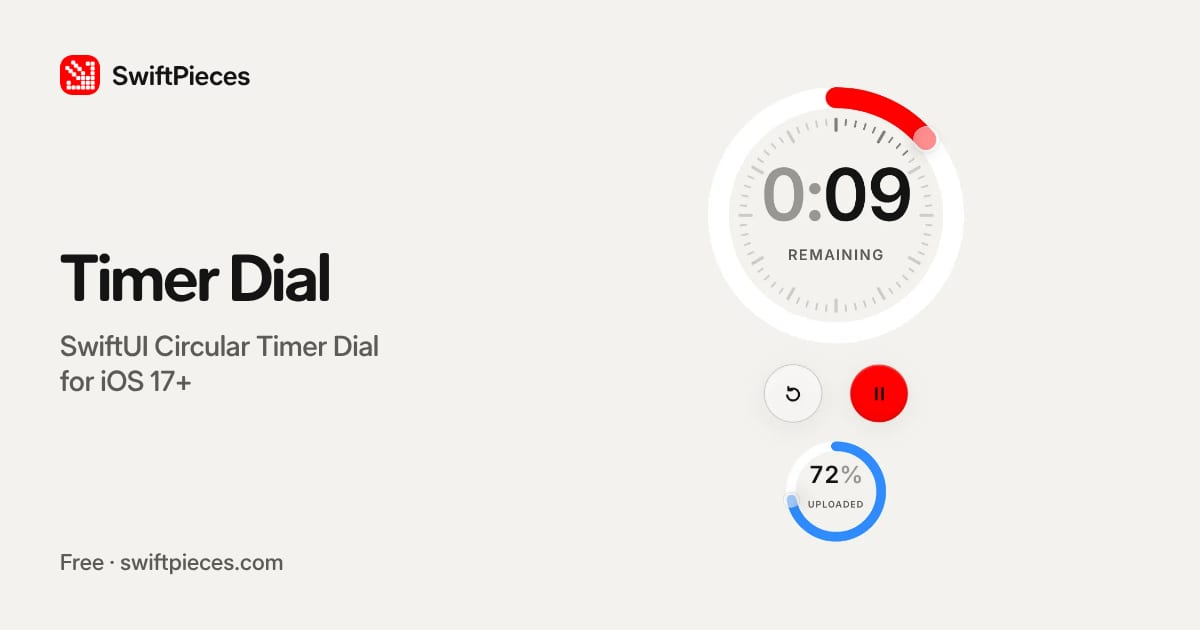 SwiftPieces
Timer Dial
SwiftUI Circular Timer Dial
for iOS 17+
Free · swiftpieces.com
0:09
REMAINING
72%
UPLOADED